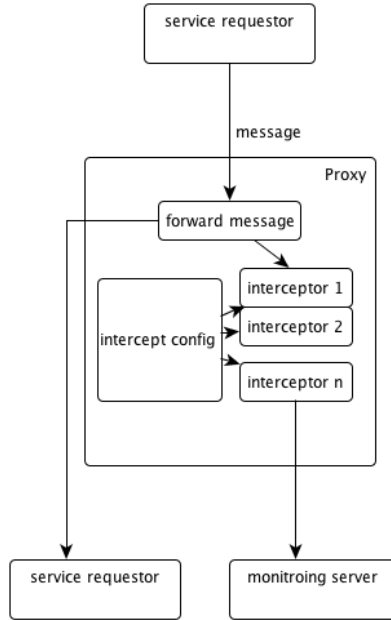 service requestor
message
Proxy
forward message
interceptor 1
intercept config
interceptor 2
interceptor n
service requestor
monitroing server